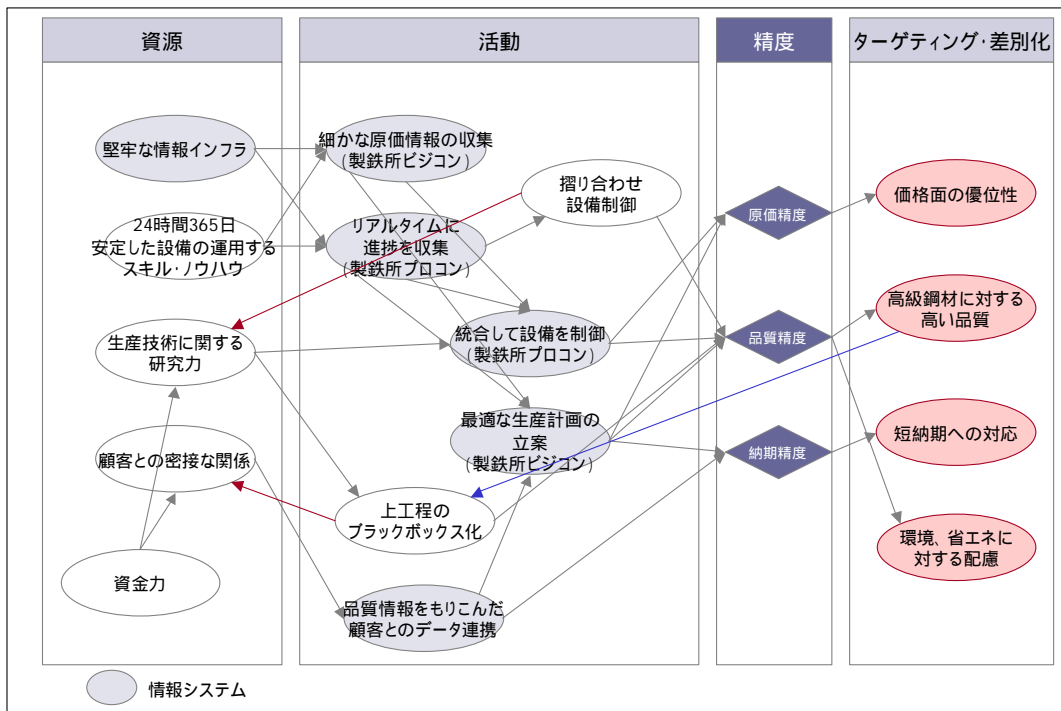 資源
活動
精度
ターゲティング・差別化
堅牢な情報インフラ
24時間365日
安定した設備の運用する
スキル・ノウハウ
生産技術に関する
研究力
顧客との密接な関係
資金力
細かな原価情報の収集
(製鉄所ビジコン)
摺り合わせ
設備制御
リアルタイムに
進捗を収集
(製鉄所プロコン)
統合して設備を制御
(製鉄所プロコン)
最適な生産計画の
立案
(製鉄所ビジコン)
上工程の
ブラックボックス化
品質情報をもりこんだ
顧客とのデータ連携
原価精度
品質精度
納期精度
価格面の優位性
高級鋼材に対する
高い品質
短納期への対応
環境、省エネに
対する配慮
情報システム